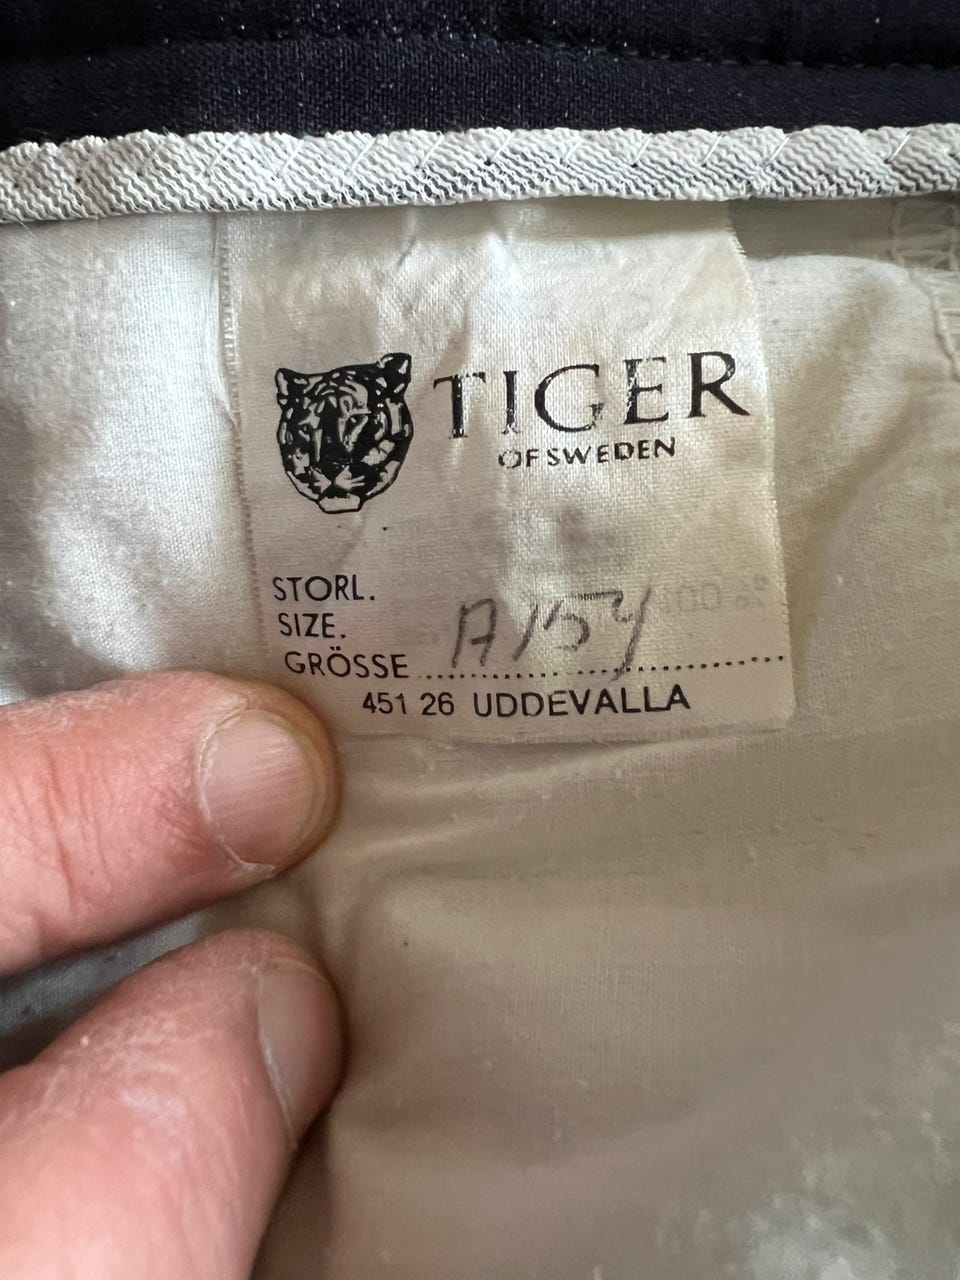 TIGER
OF SWEDEN
STORL.
SIZE.
GRÖSSE
A154
451 26 UDDEVALLA